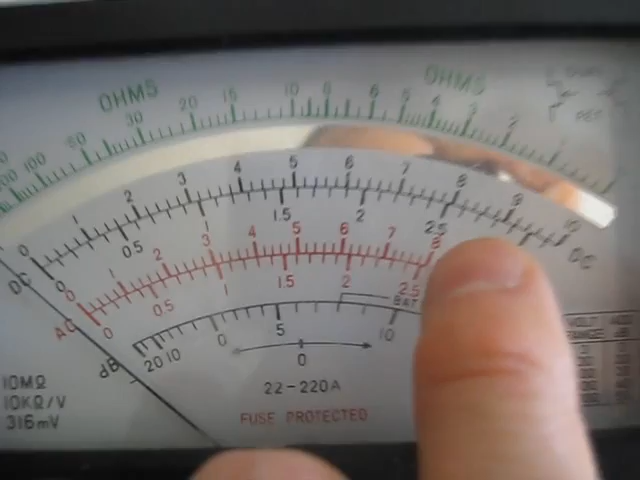 OHMS OHMS
100 50 30 20 15 10 8 6 5 4 3 2 1
0 1 2 3 4 5 6 7 8 9 10
DC 0 0.5 1 1.5 2 2.5 DC
0 1 2 3 4 5 6 7 8
AC 0 0.5 1 1.5 2 2.5
BAT
dB 20 10 0 5 10
0
22-220A
FUSE PROTECTED
10MΩ
10KΩ/V
316mV